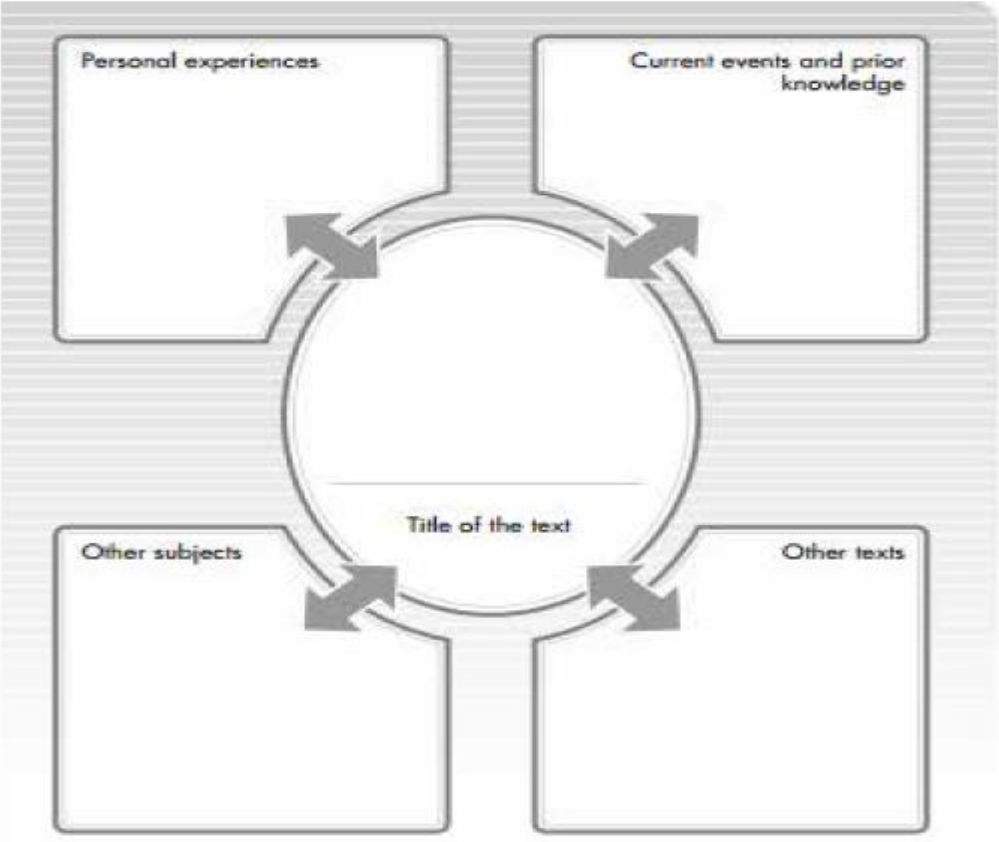 Personal experiences
Current events and prior
knowledge
Title of the text
Other subjects
Other texts